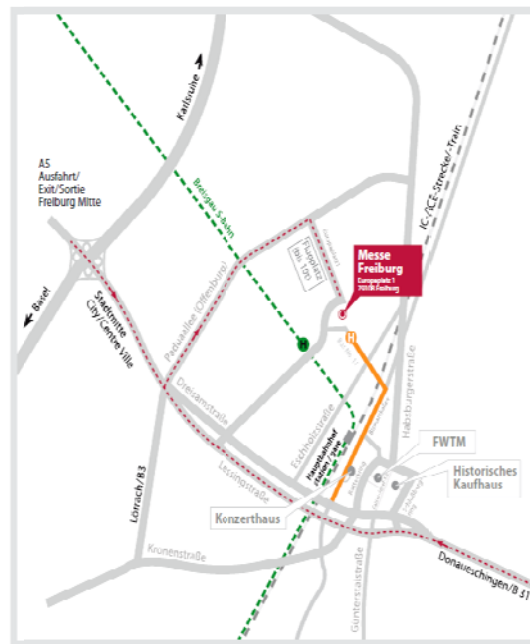 Karlsruhe
A5
Ausfahrt/
Exit/Sortie
Freiburg Mitte
Basel
Stadtmitte
City/Centre Ville
Breisgau S-Bahn
IC-/ICE-Strecke/-Train
Paduaallee (Offenburg)
Flugplatz
Messe
Freiburg
Europaplatz 1
79108 Freiburg
H
H
Dreisamstraße
Eschholzstraße
Habsburgerstraße
Hauptbahnhof
Lessingstraße
Lörrach/B3
FWTM
Historisches
Kaufhaus
Konzerthaus
Kronenstraße
Günterstalstraße
Donaueschingen/B 31